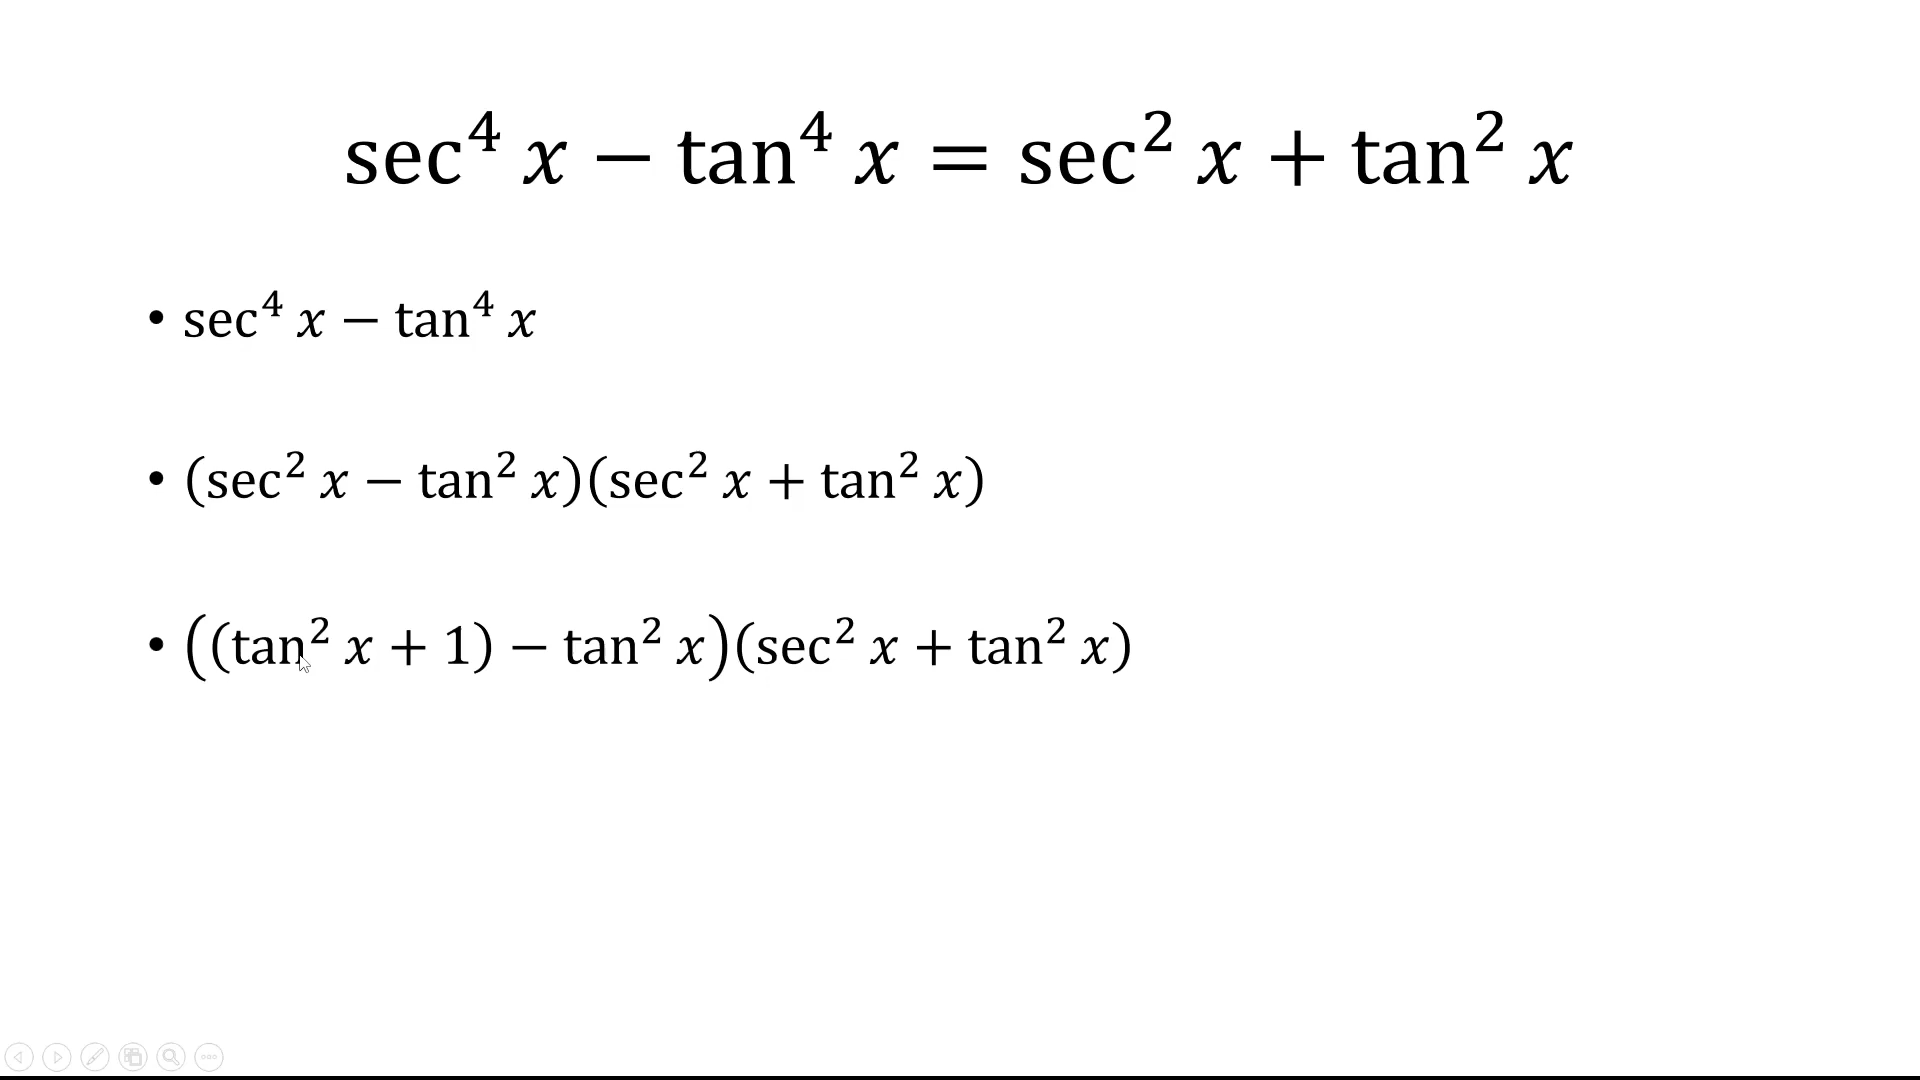 sec⁴ x − tan⁴ x = sec² x + tan² x
• sec⁴ x − tan⁴ x
• (sec² x − tan² x)(sec² x + tan² x)
• ((tan² x + 1) − tan² x)(sec² x + tan² x)